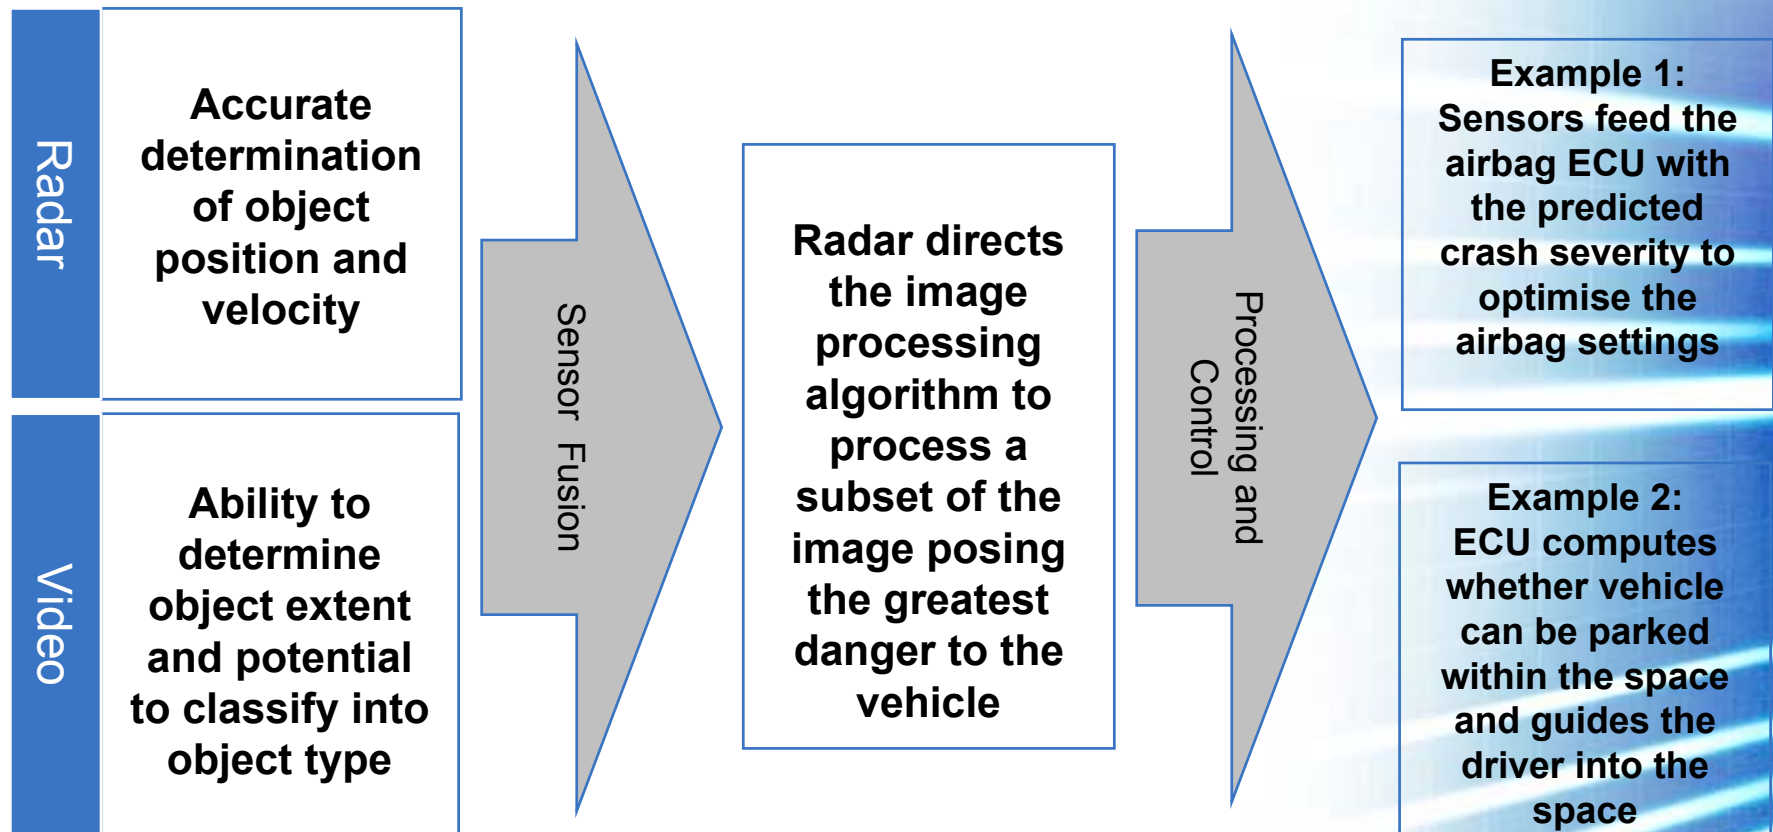 Radar
Accurate
determination
of object
position and
velocity
Video
Ability to
determine
object extent
and potential
to classify into
object type
Sensor Fusion
Radar directs
the image
processing
algorithm to
process a
subset of the
image posing
the greatest
danger to the
vehicle
Processing and
Control
Example 1:
Sensors feed the
airbag ECU with
the predicted
crash severity to
optimise the
airbag settings
Example 2:
ECU computes
whether vehicle
can be parked
within the space
and guides the
driver into the
space